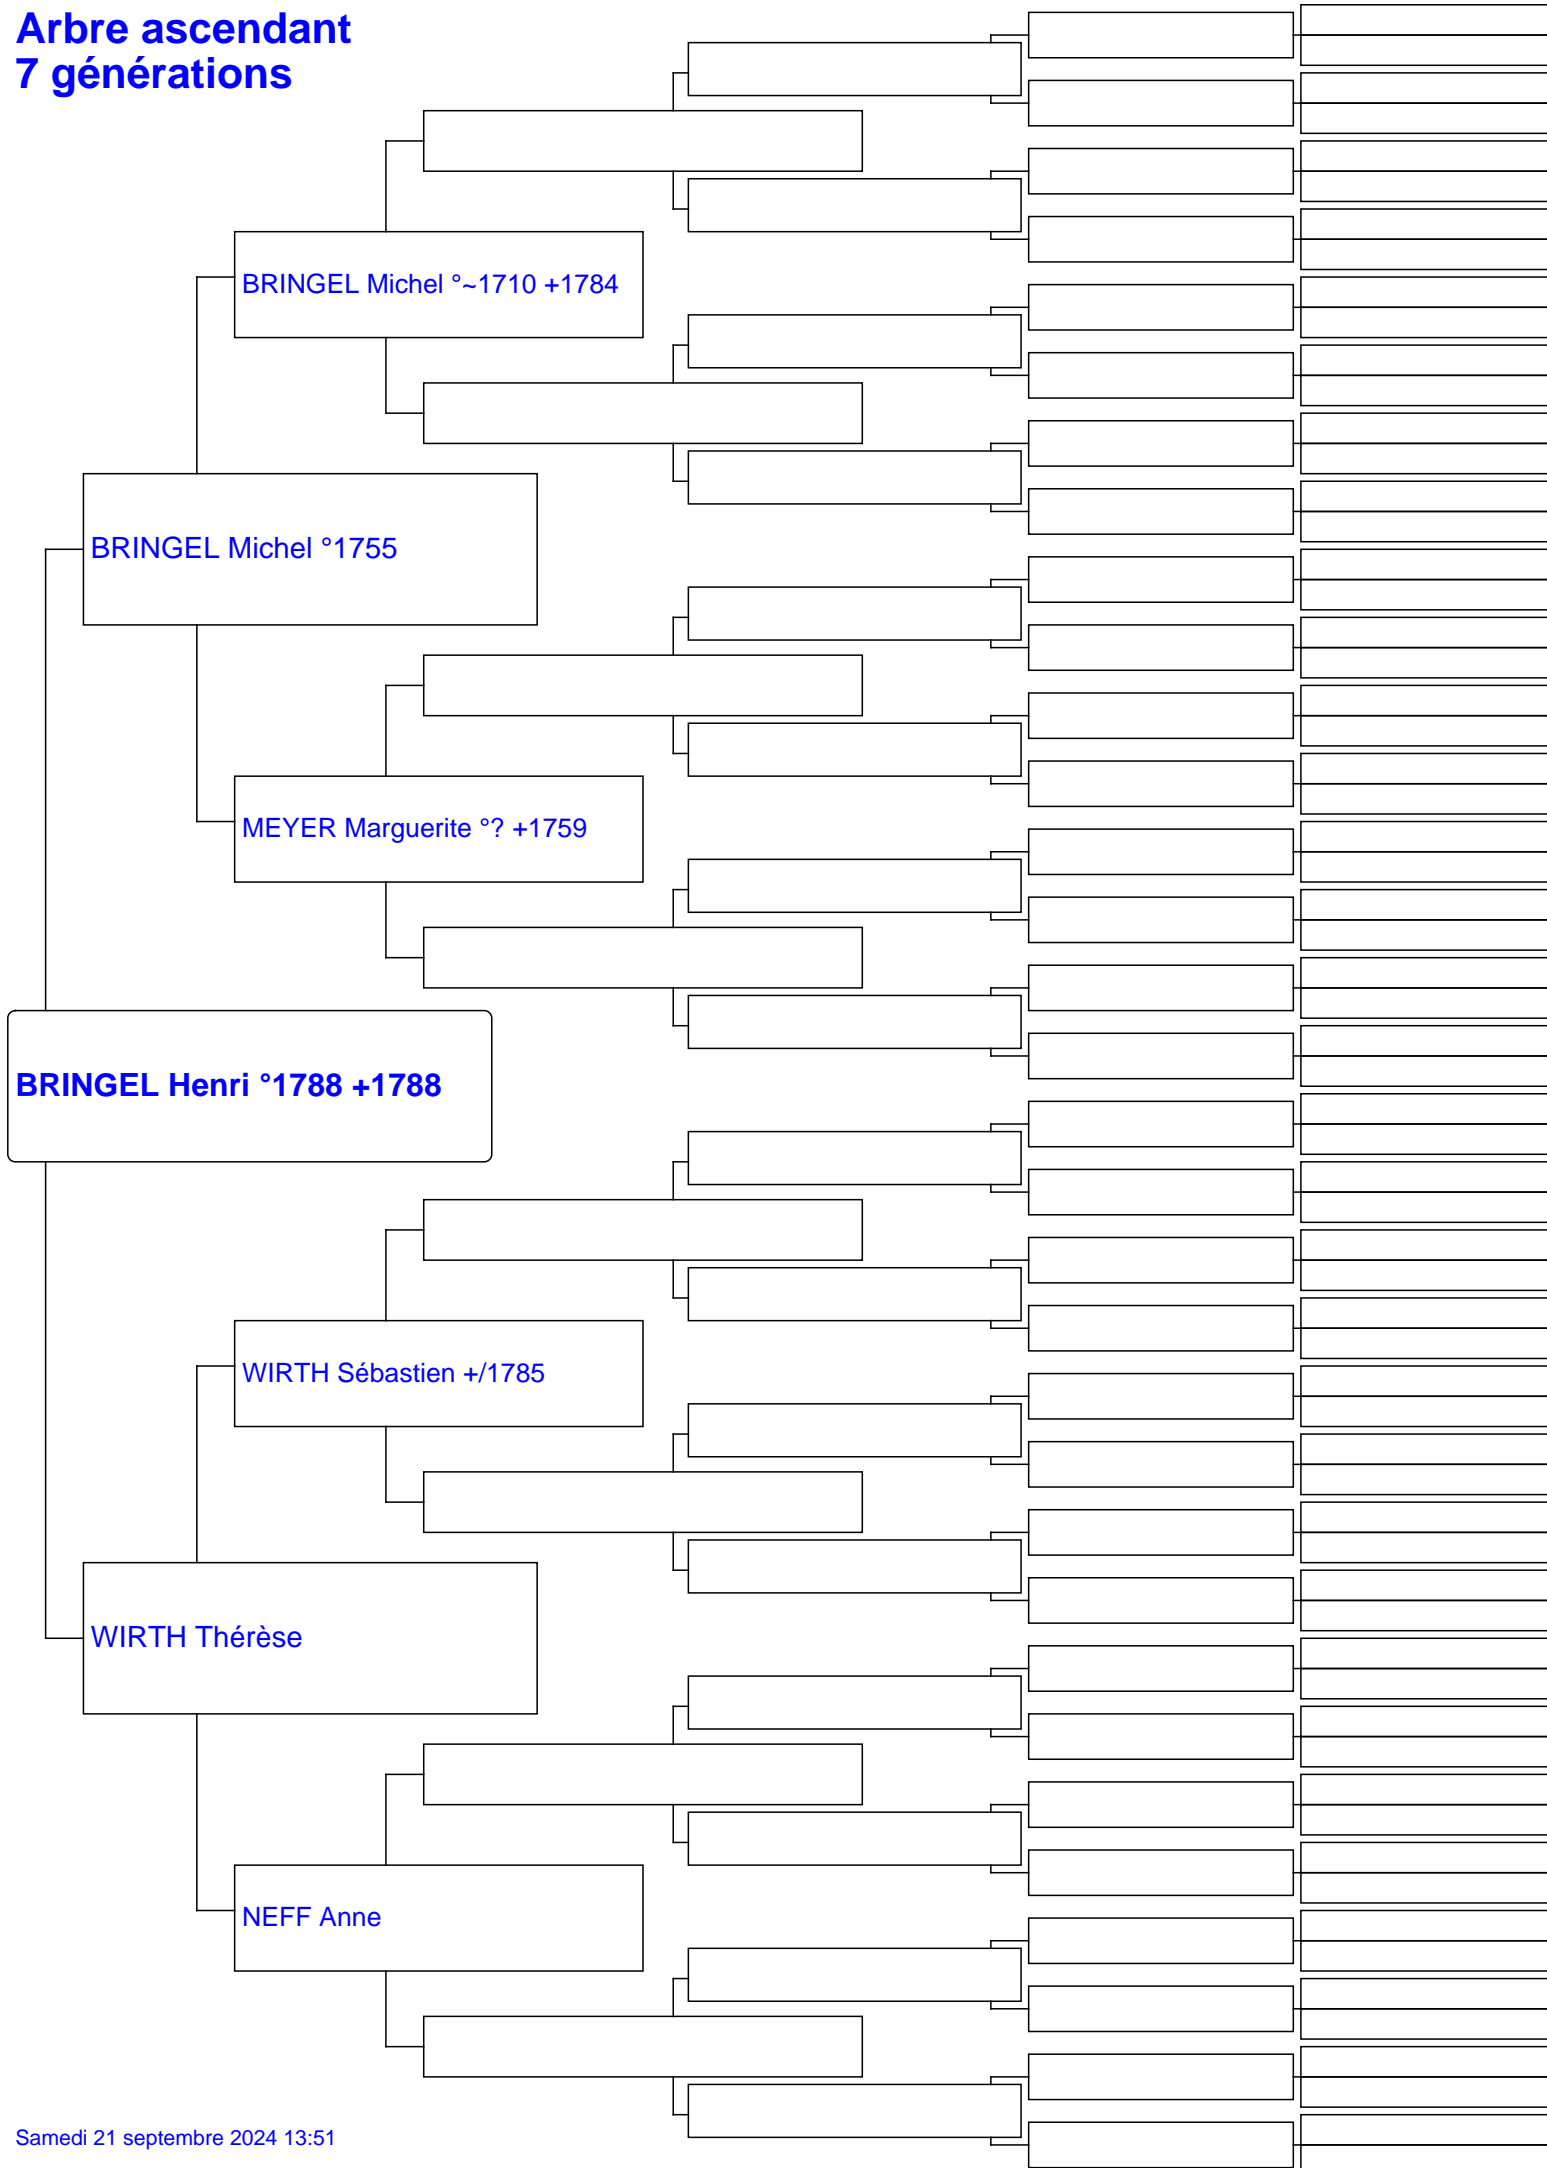 Arbre ascendant
7 générations
BRINGEL Michel °~1710 +1784
BRINGEL Michel °1755
MEYER Marguerite °? +1759
BRINGEL Henri °1788 +1788
WIRTH Sébastien +/1785
WIRTH Thérèse
NEFF Anne
Samedi 21 septembre 2024 13:51